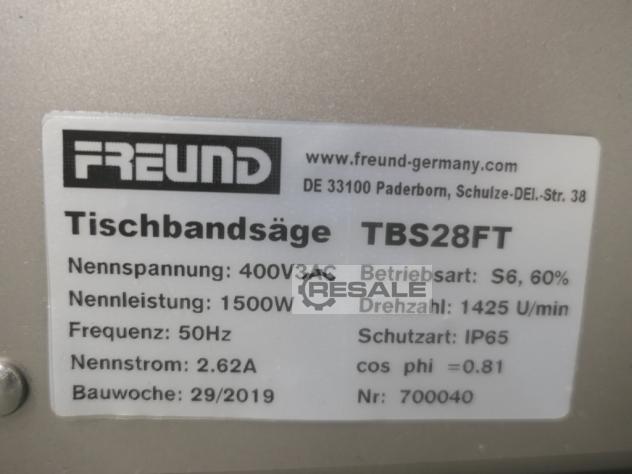 FREUND
www.freund-germany.com
DE 33100 Paderborn, Schulze-DEl.-Str. 38
Tischbandsäge TBS28FT
Nennspannung: 400V3AC
Nennleistung: 1500W
Frequenz: 50Hz
Nennstrom: 2.62A
Bauwoche: 29/2019
Betriebsart: S6, 60%
Drehzahl: 1425 U/min
Schutzart: IP65
cos phi =0.81
Nr: 700040
RESALE